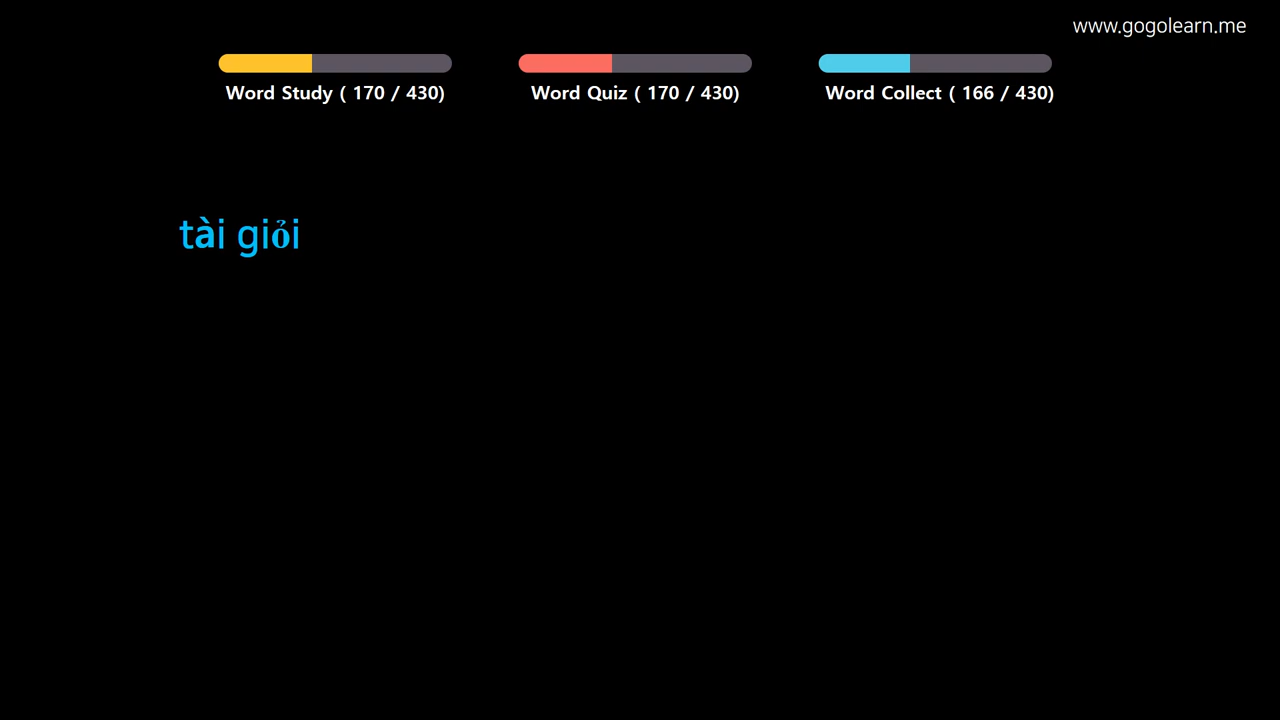 www.gogolearn.me
Word Study ( 170 / 430)
Word Quiz ( 170 / 430)
Word Collect ( 166 / 430)
tài giỏi